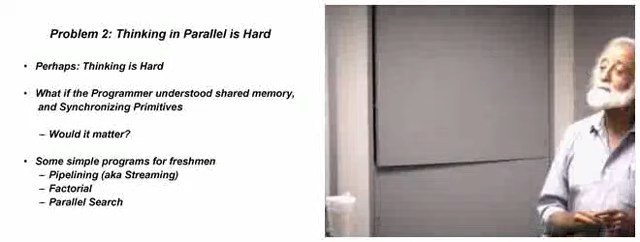 Problem 2: Thinking in Parallel is Hard
• Perhaps: Thinking is Hard
• What if the Programmer understood shared memory,
and Synchronizing Primitives
– Would it matter?
• Some simple programs for freshmen
– Pipelining (aka Streaming)
– Factorial
– Parallel Search